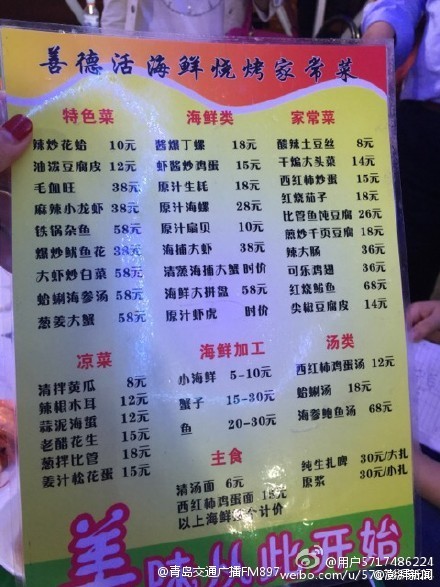 善德活海鲜烧烤家常菜
特色菜
辣炒花蛤 10元
油泼豆腐皮 12元
毛血旺 38元
麻辣小龙虾 38元
铁锅杂鱼 58元
爆炒鱿鱼花 38元
大虾炒白菜 58元
蛤蜊海参汤 58元
葱姜大蟹 58元
海鲜类
酱爆丁螺 18元
虾酱炒鸡蛋 15元
原汁生蚝 18元
原汁海螺 28元
原汁扇贝 10元
海捕大虾 38元
清蒸海捕大蟹 时价
海鲜大拼盘 58元
原汁虾虎 时价
家常菜
酸辣土豆丝 8元
干煸大头菜 14元
西红柿炒蛋 15元
红烧茄子 18元
比管鱼炖豆腐 26元
煎炒千页豆腐 18元
辣大肠 36元
可乐鸡翅 36元
红烧鲐鱼 68元
尖椒豆腐皮 14元
凉菜
清拌黄瓜 8元
辣根木耳 12元
蒜泥海蜇 12元
老醋花生 15元
葱拌比管 18元
姜汁松花蛋 15元
海鲜加工
小海鲜 5-10元
蟹子 15-30元
鱼 20-30元
汤类
西红柿鸡蛋汤 12元
蛤蜊汤 18元
海参鲍鱼汤 68元
主食
清汤面 6元
西红柿鸡蛋面
以上海鲜 个计价
纯生扎啤 30元/大扎
原浆 30元/小扎
美味从此开始
@青岛交通广播FM897
@用户5717486224
weibo.com/u/57
澎湃新闻